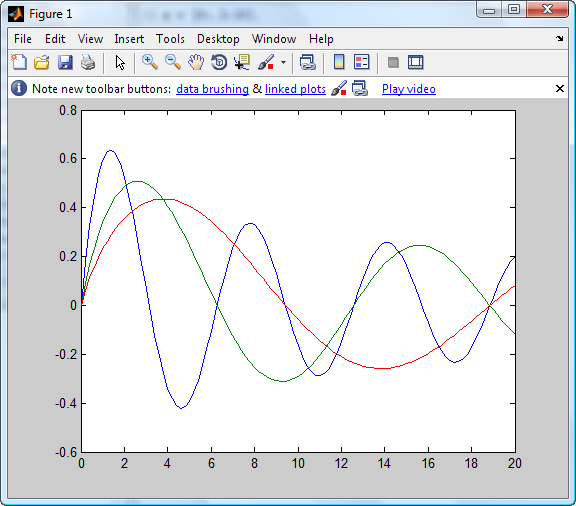 Figure 1
File Edit View Insert Tools Desktop Window Help
Note new toolbar buttons: data brushing & linked plots Play video
0.8
0.6
0.4
0.2
0
-0.2
-0.4
-0.6
0 2 4 6 8 10 12 14 16 18 20